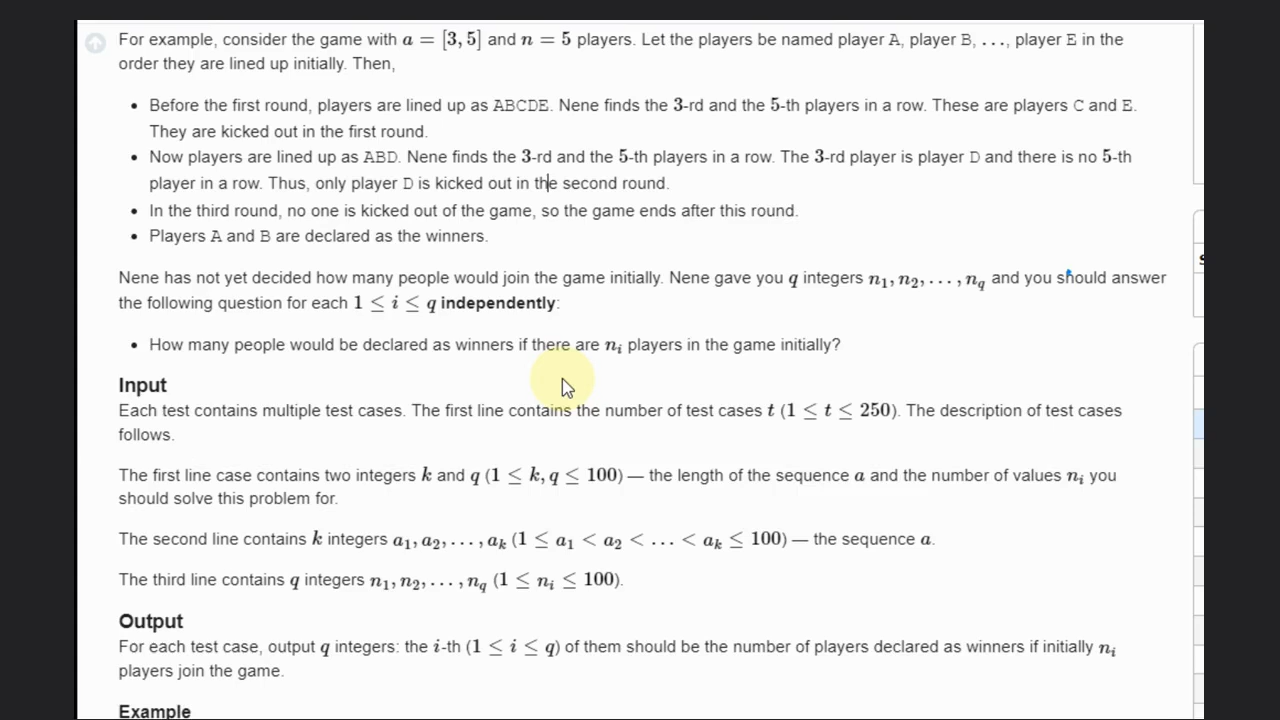 For example, consider the game with a = [3, 5] and n = 5 players. Let the players be named player A, player B, ..., player E in the
order they are lined up initially. Then,
• Before the first round, players are lined up as ABCDE. Nene finds the 3-rd and the 5-th players in a row. These are players C and E.
They are kicked out in the first round.
• Now players are lined up as ABD. Nene finds the 3-rd and the 5-th players in a row. The 3-rd player is player D and there is no 5-th
player in a row. Thus, only player D is kicked out in the second round.
• In the third round, no one is kicked out of the game, so the game ends after this round.
• Players A and B are declared as the winners.
Nene has not yet decided how many people would join the game initially. Nene gave you q integers n₁, n₂, ..., n_q and you should answer
the following question for each 1 ≤ i ≤ q independently:
• How many people would be declared as winners if there are nᵢ players in the game initially?
Input
Each test contains multiple test cases. The first line contains the number of test cases t (1 ≤ t ≤ 250). The description of test cases
follows.
The first line case contains two integers k and q (1 ≤ k, q ≤ 100) — the length of the sequence a and the number of values nᵢ you
should solve this problem for.
The second line contains k integers a₁, a₂, ..., aₖ (1 ≤ a₁ < a₂ < ... < aₖ ≤ 100) — the sequence a.
The third line contains q integers n₁, n₂, ..., n_q (1 ≤ nᵢ ≤ 100).
Output
For each test case, output q integers: the i-th (1 ≤ i ≤ q) of them should be the number of players declared as winners if initially nᵢ
players join the game.
Example